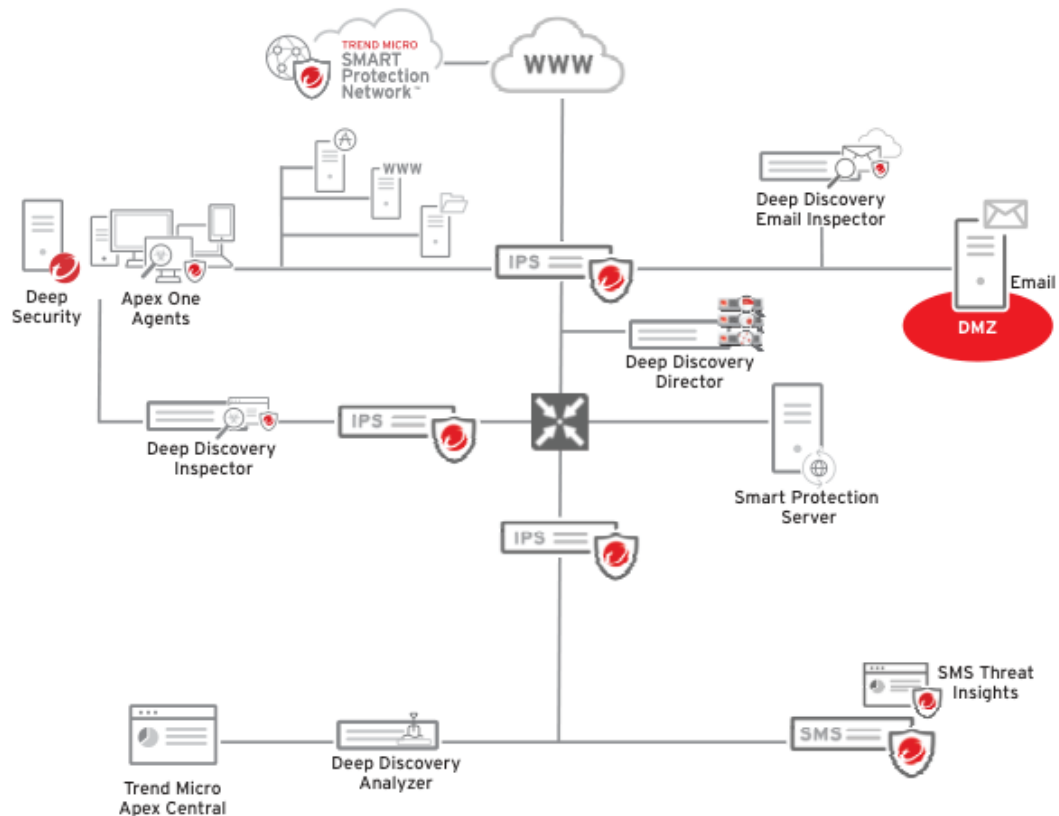 TREND MICRO
SMART
Protection
Network™
WWW
WWW
Deep Discovery
Email Inspector
IPS
Email
DMZ
Deep
Security
Apex One
Agents
Deep Discovery
Director
IPS
Deep Discovery
Inspector
Smart Protection
Server
IPS
SMS Threat
Insights
SMS
Deep Discovery
Analyzer
Trend Micro
Apex Central